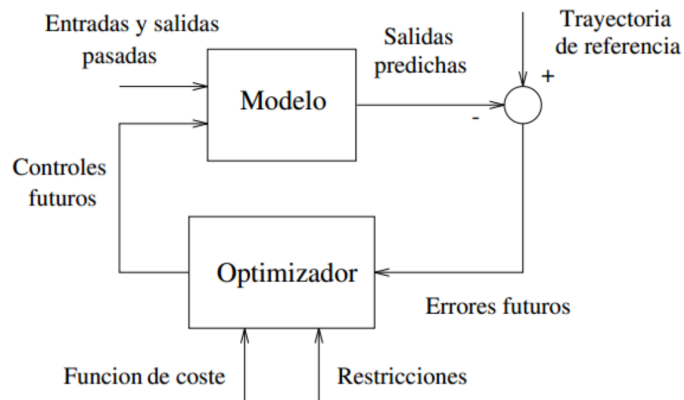 Entradas y salidas
pasadas
Modelo
Salidas
predichas
Trayectoria
de referencia
+
-
Controles
futuros
Optimizador
Errores futuros
Funcion de coste
Restricciones